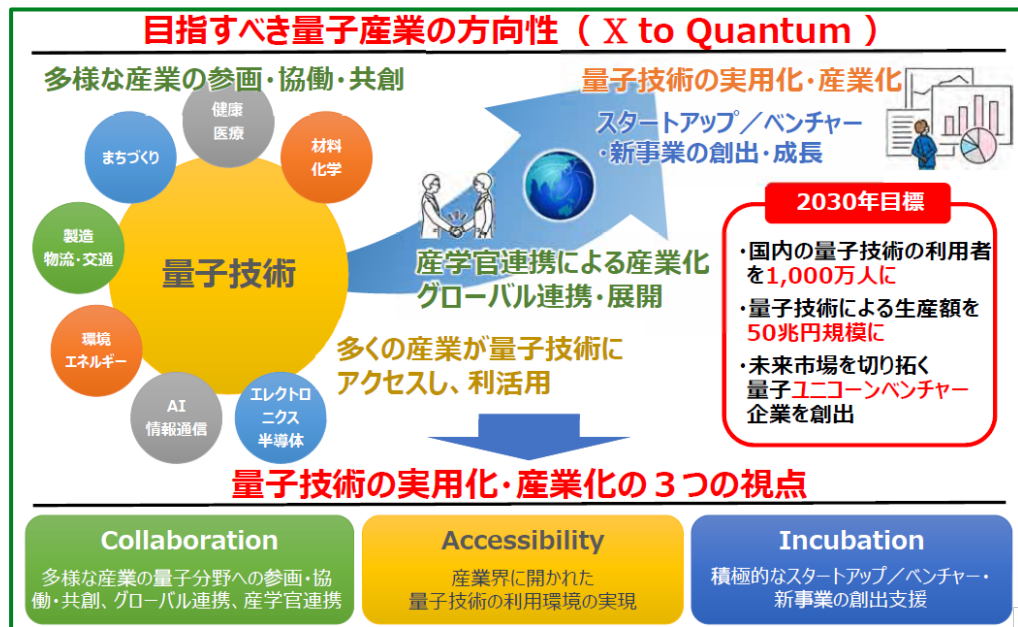 目指すべき量子産業の方向性（ X to Quantum ）
多様な産業の参画・協働・共創
量子技術の実用化・産業化
スタートアップ／ベンチャー
・新事業の創出・成長
健康
医療
まちづくり
材料
化学
製造
物流・交通
量子技術
環境
エネルギー
AI
情報通信
エレクトロ
ニクス
半導体
産学官連携による産業化
グローバル連携・展開
多くの産業が量子技術に
アクセスし、利活用
2030年目標
・国内の量子技術の利用者
を1,000万人に
・量子技術による生産額を
50兆円規模に
・未来市場を切り拓く
量子ユニコーンベンチャー
企業を創出
量子技術の実用化・産業化の３つの視点
Collaboration
多様な産業の量子分野への参画・協
働・共創、グローバル連携、産学官連携
Accessibility
産業界に開かれた
量子技術の利用環境の実現
Incubation
積極的なスタートアップ／ベンチャー・
新事業の創出支援